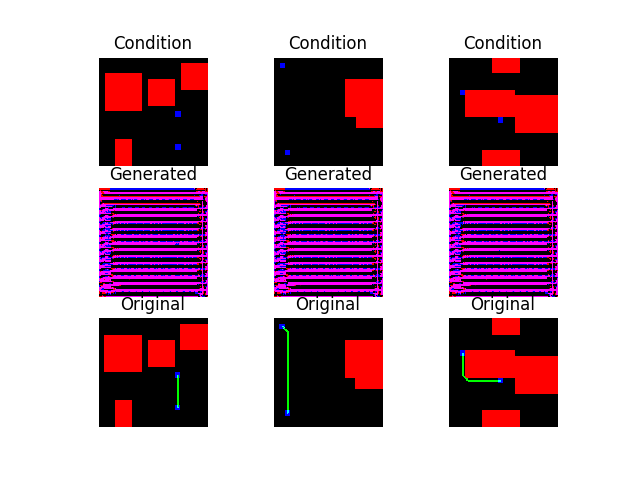 Condition Condition Condition
Generated Generated Generated
Original Original Original